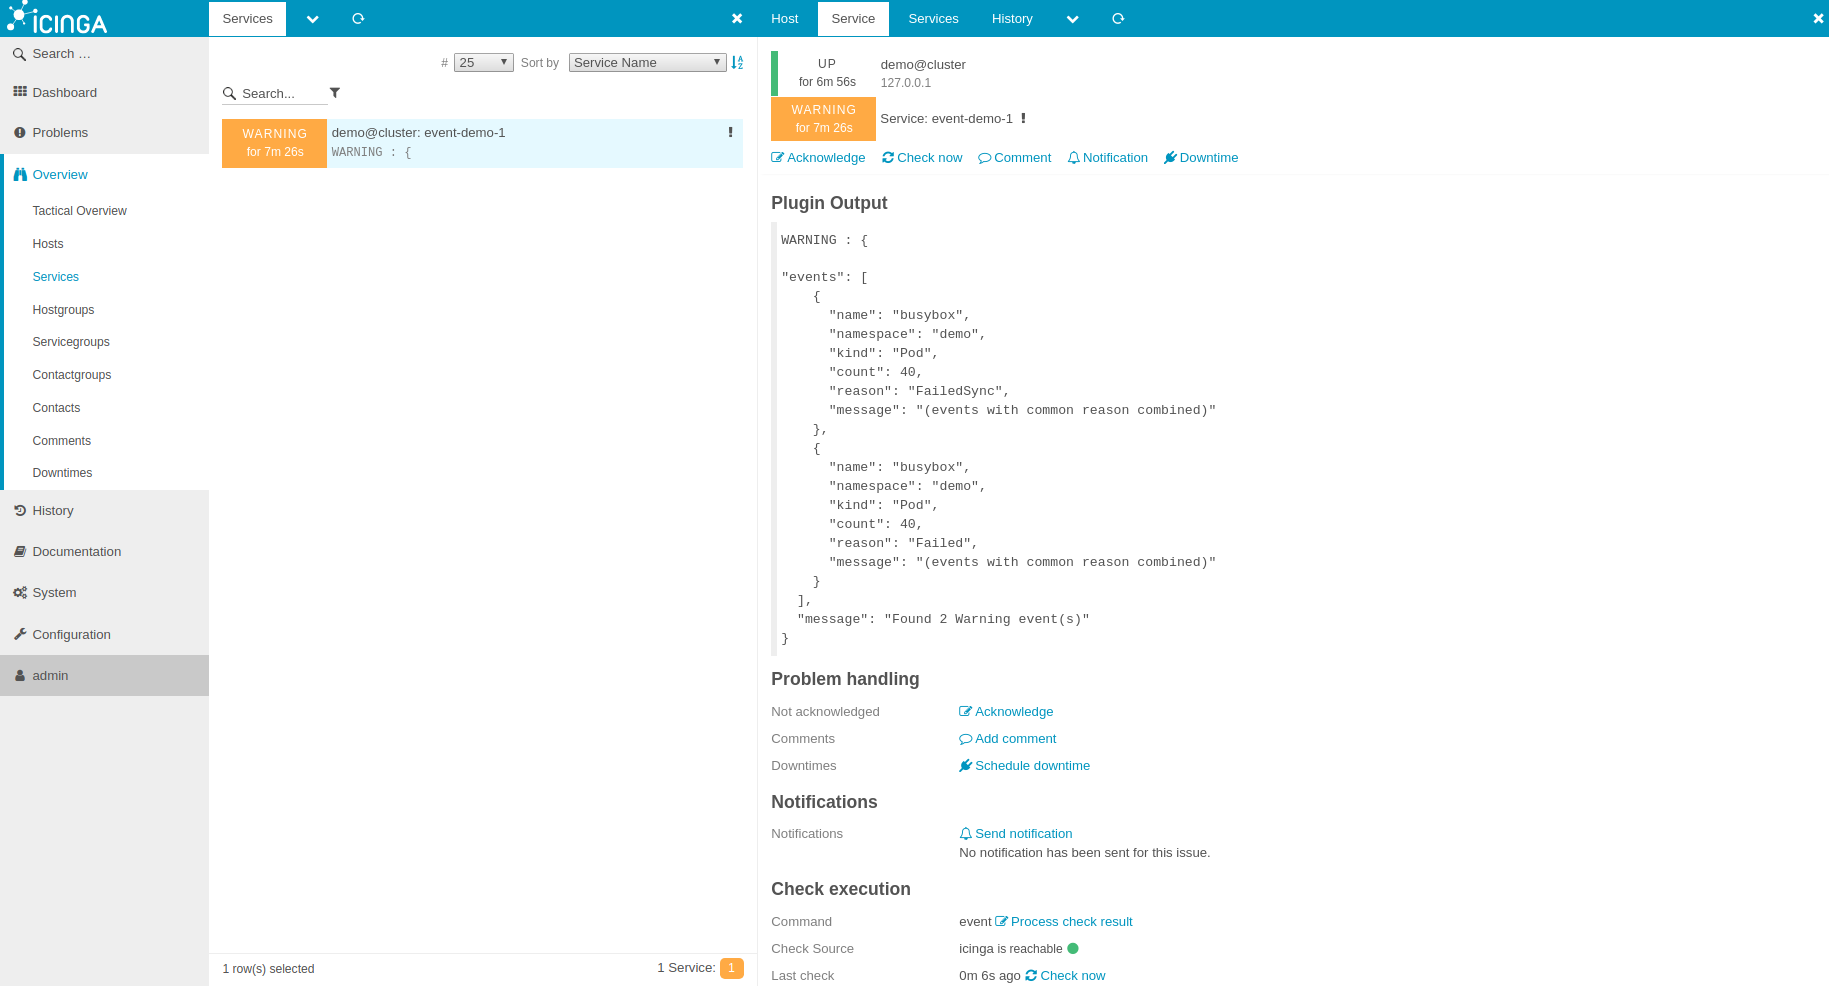 iCINGA
Services
Host
Service
Services
History
Search …
Dashboard
Problems
Overview
Tactical Overview
Hosts
Services
Hostgroups
Servicegroups
Contactgroups
Contacts
Comments
Downtimes
History
Documentation
System
Configuration
admin
# 25 Sort by Service Name
Search...
WARNING
for 7m 26s
demo@cluster: event-demo-1
WARNING : {
1 row(s) selected
1 Service: 1
UP
for 6m 56s
demo@cluster
127.0.0.1
WARNING
for 7m 26s
Service: event-demo-1
Acknowledge Check now Comment Notification Downtime
Plugin Output
WARNING : {
"events": [
    {
      "name": "busybox",
      "namespace": "demo",
      "kind": "Pod",
      "count": 40,
      "reason": "FailedSync",
      "message": "(events with common reason combined)"
    },
    {
      "name": "busybox",
      "namespace": "demo",
      "kind": "Pod",
      "count": 40,
      "reason": "Failed",
      "message": "(events with common reason combined)"
    }
  ],
  "message": "Found 2 Warning event(s)"
}
Problem handling
Not acknowledged Acknowledge
Comments Add comment
Downtimes Schedule downtime
Notifications
Notifications Send notification
No notification has been sent for this issue.
Check execution
Command event Process check result
Check Source icinga is reachable
Last check 0m 6s ago Check now